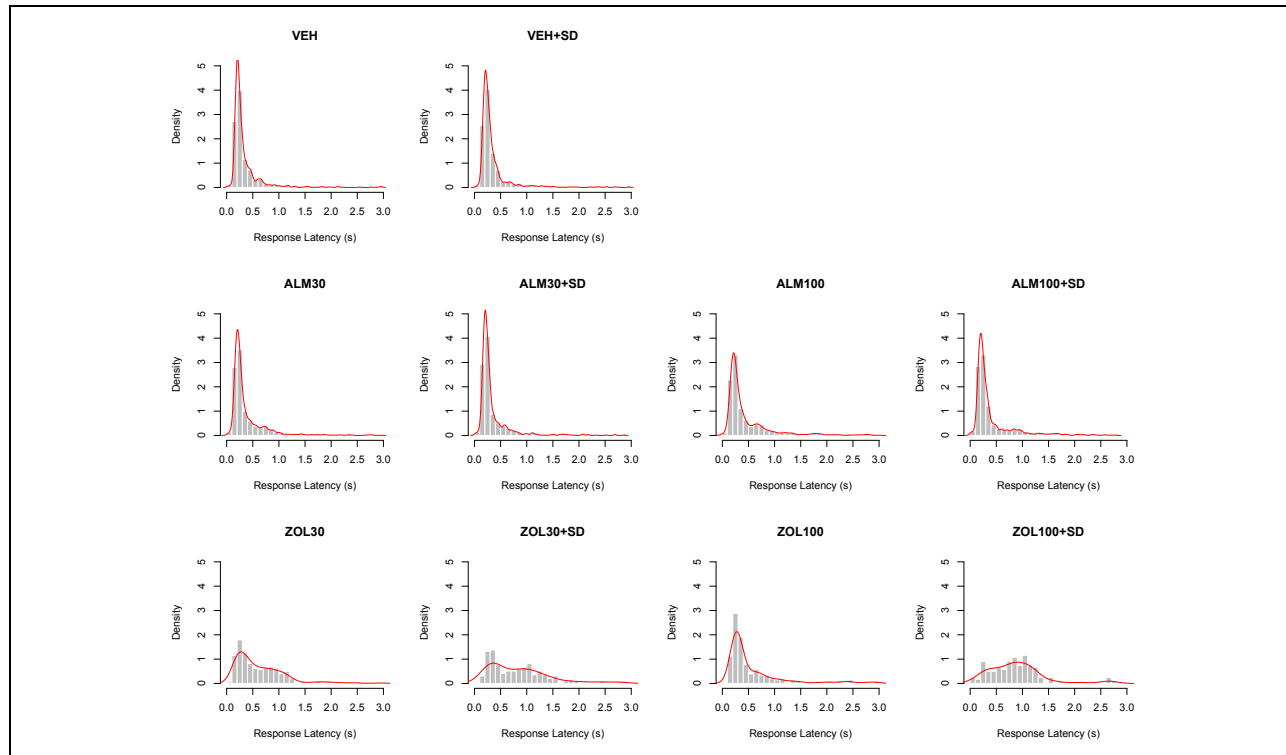 VEH VEH+SD
Density 0 1 2 3 4 5 Density 0 1 2 3 4 5
0.0 0.5 1.0 1.5 2.0 2.5 3.0 0.0 0.5 1.0 1.5 2.0 2.5 3.0
Response Latency (s) Response Latency (s)
ALM30 ALM30+SD ALM100 ALM100+SD
Density 0 1 2 3 4 5 Density 0 1 2 3 4 5 Density 0 1 2 3 4 5 Density 0 1 2 3 4 5
0.0 0.5 1.0 1.5 2.0 2.5 3.0 0.0 0.5 1.0 1.5 2.0 2.5 3.0 0.0 0.5 1.0 1.5 2.0 2.5 3.0 0.0 0.5 1.0 1.5 2.0 2.5 3.0
Response Latency (s) Response Latency (s) Response Latency (s) Response Latency (s)
ZOL30 ZOL30+SD ZOL100 ZOL100+SD
Density 0 1 2 3 4 5 Density 0 1 2 3 4 5 Density 0 1 2 3 4 5 Density 0 1 2 3 4 5
0.0 0.5 1.0 1.5 2.0 2.5 3.0 0.0 0.5 1.0 1.5 2.0 2.5 3.0 0.0 0.5 1.0 1.5 2.0 2.5 3.0 0.0 0.5 1.0 1.5 2.0 2.5 3.0
Response Latency (s) Response Latency (s) Response Latency (s) Response Latency (s)